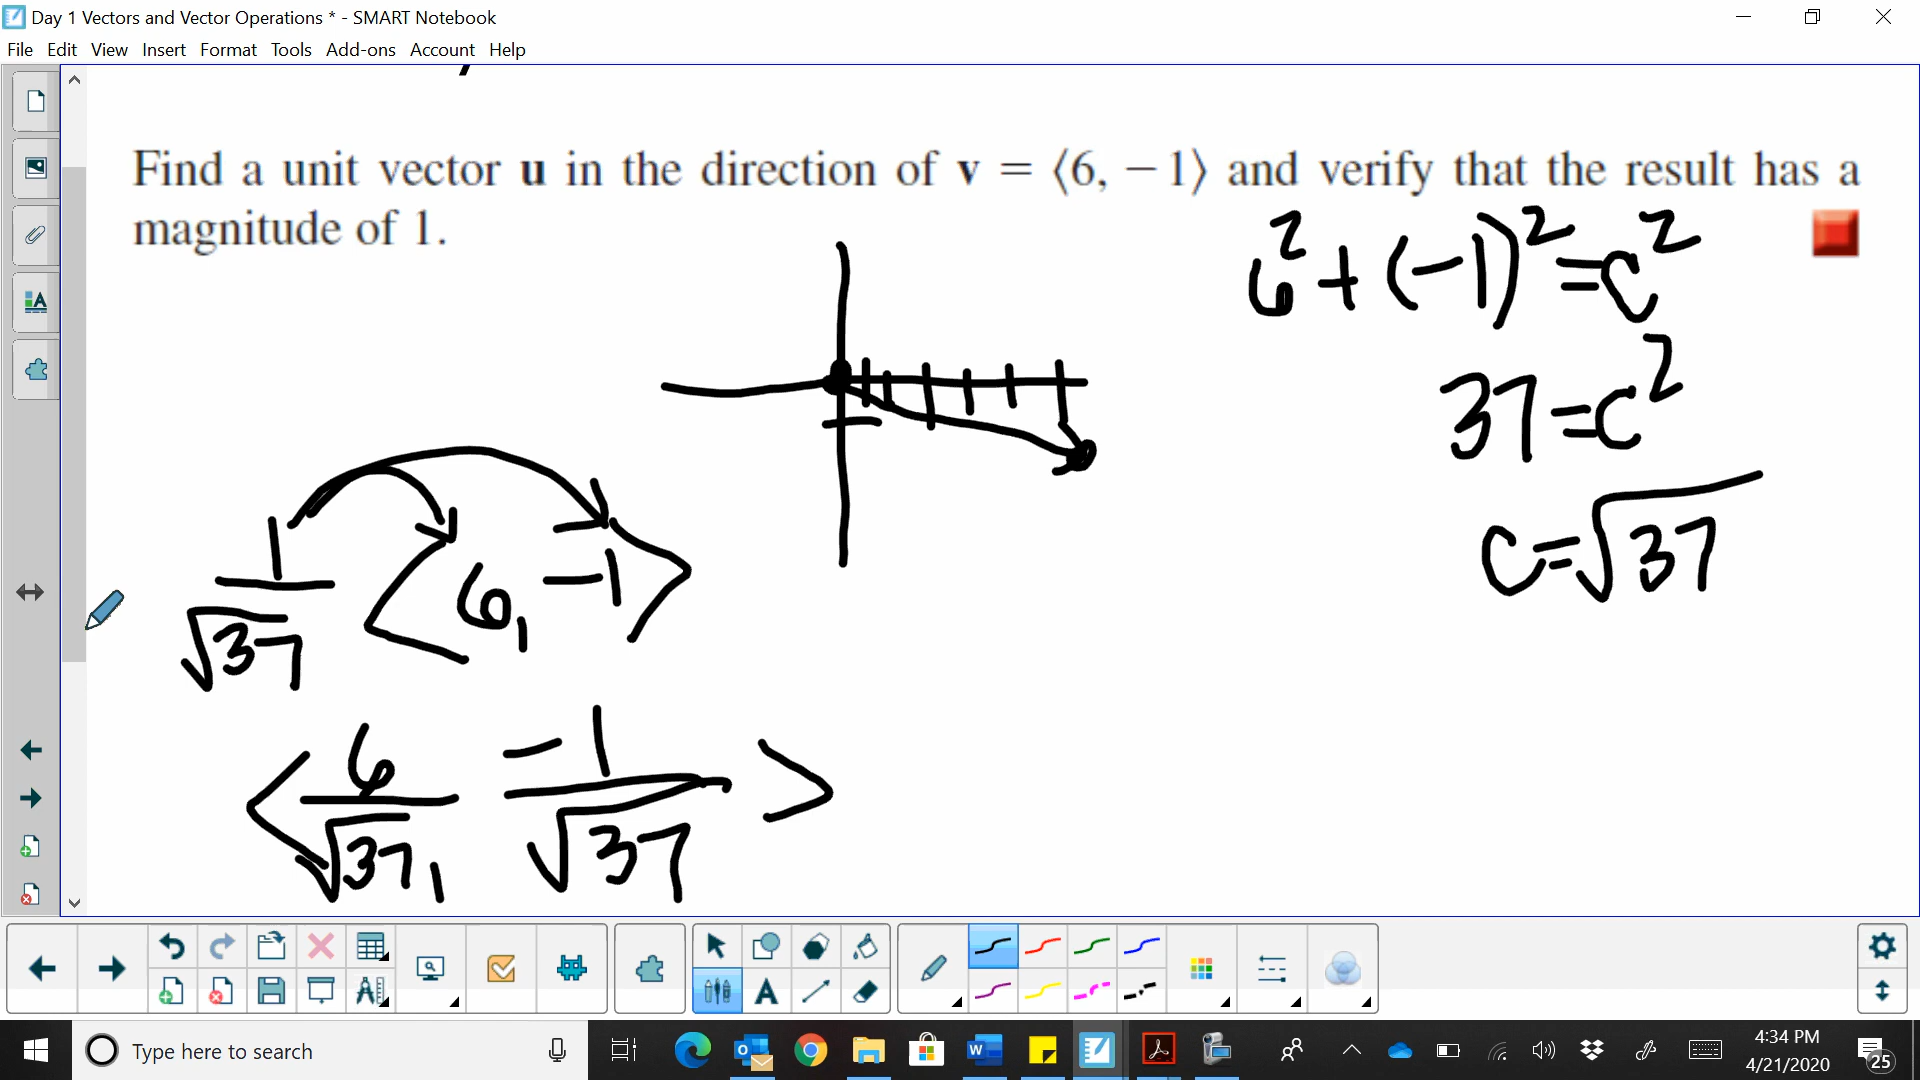 Day 1 Vectors and Vector Operations * - SMART Notebook
File Edit View Insert Format Tools Add-ons Account Help
Find a unit vector u in the direction of v = ⟨6, −1⟩ and verify that the result has a
magnitude of 1.
6² + (−1)² = c²
37 = c²
c = √37
1/√37 <6, −1>
<6/√37, −1/√37>
Type here to search
4:34 PM
4/21/2020
25